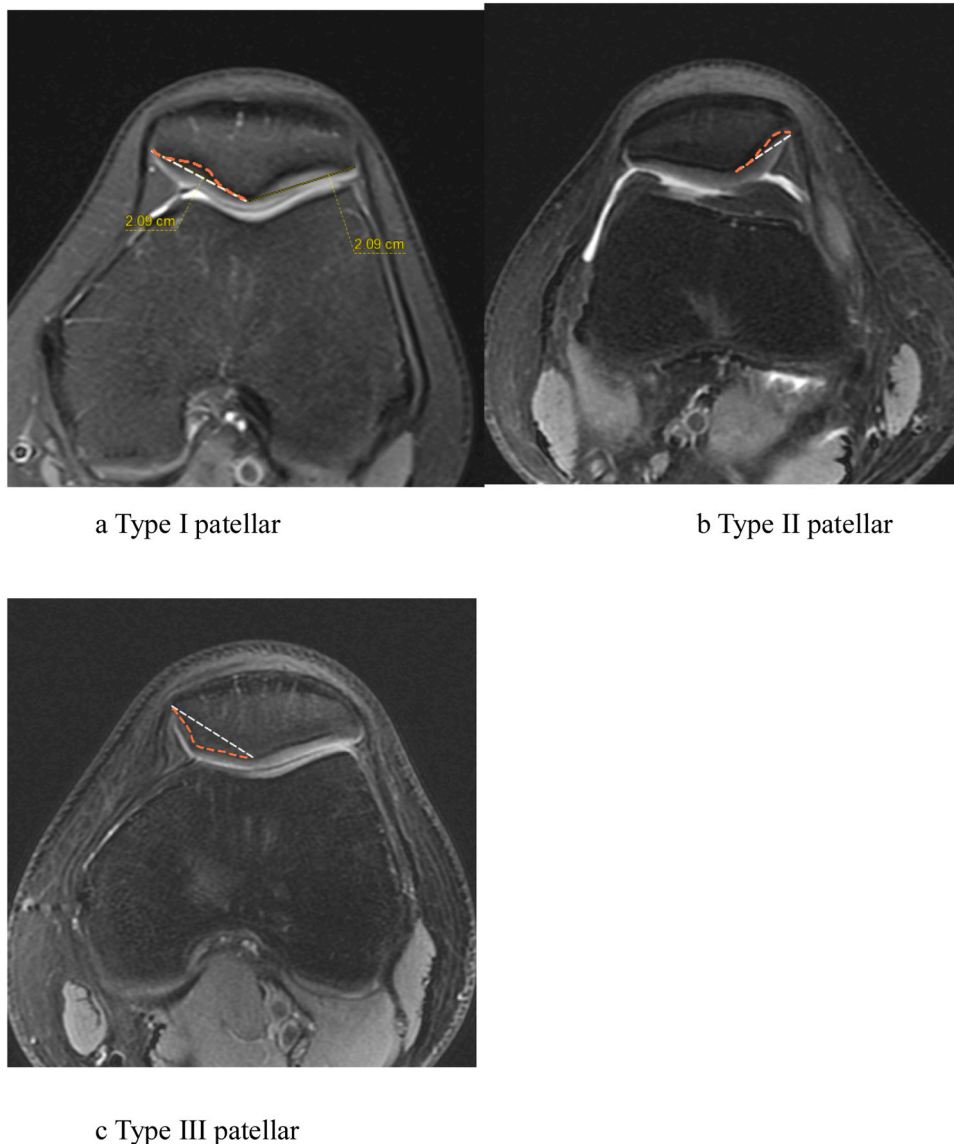 2.09 cm
2.09 cm
a Type I patellar
b Type II patellar
c Type III patellar